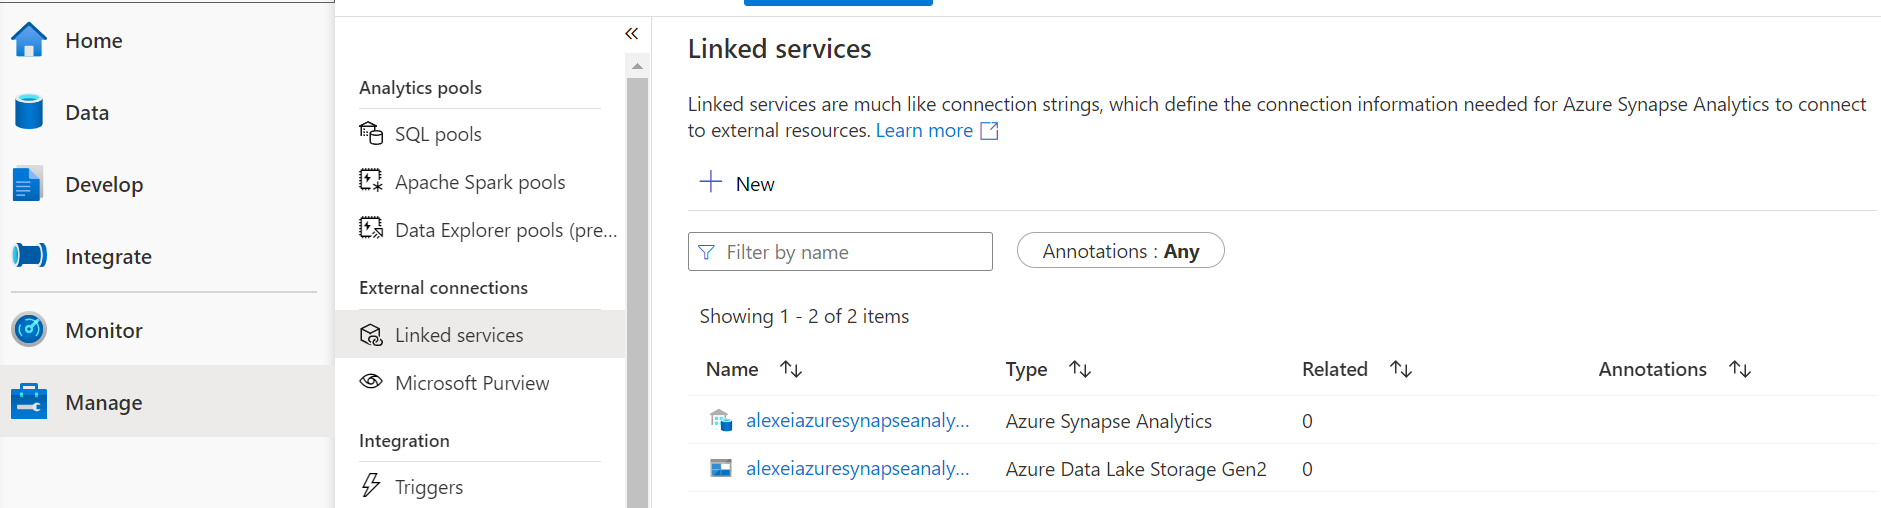 Home
Data
Develop
Integrate
Monitor
Manage
Analytics pools
SQL pools
Apache Spark pools
Data Explorer pools (pre...
External connections
Linked services
Microsoft Purview
Integration
Triggers
Linked services
Linked services are much like connection strings, which define the connection information needed for Azure Synapse Analytics to connect
to external resources. Learn more
New
Filter by name
Annotations : Any
Showing 1 - 2 of 2 items
Name Type Related Annotations
alexeiazuresynapseanaly... Azure Synapse Analytics 0
alexeiazuresynapseanaly... Azure Data Lake Storage Gen2 0